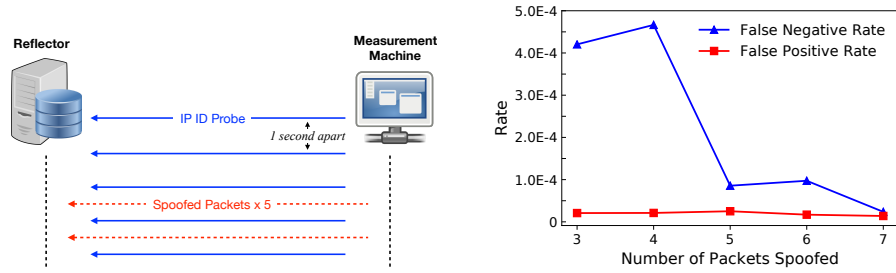 Reflector
Measurement
Machine
IP ID Probe
1 second apart
Spoofed Packets x 5
5.0E-4
4.0E-4
3.0E-4
2.0E-4
1.0E-4
0
Rate
False Negative Rate
False Positive Rate
3 4 5 6 7
Number of Packets Spoofed